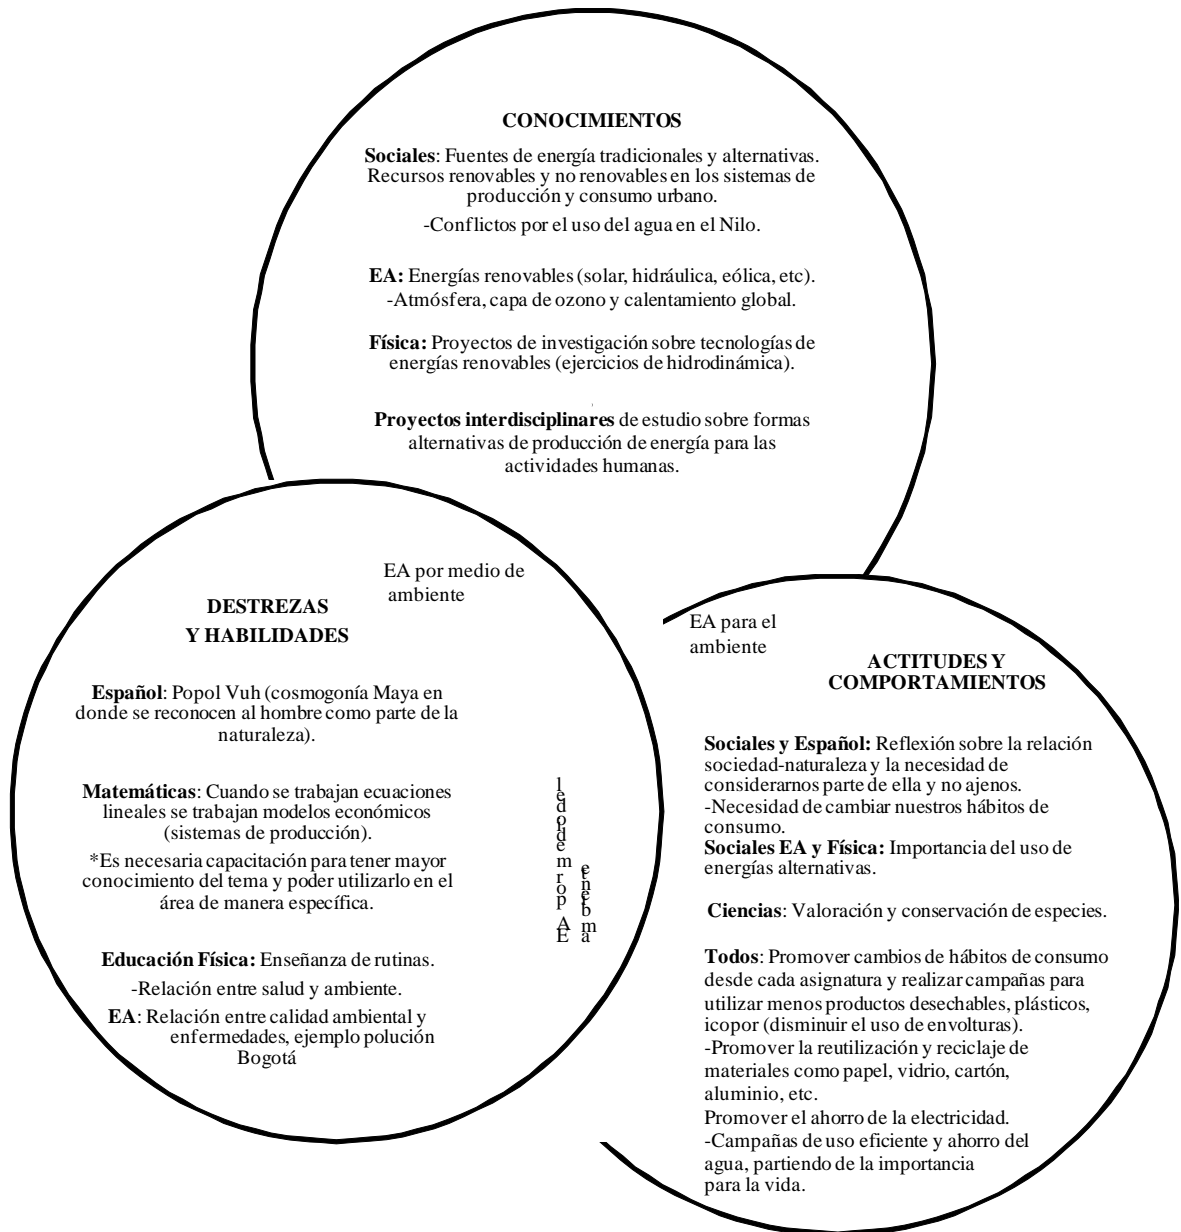 CONOCIMIENTOS
Sociales: Fuentes de energía tradicionales y alternativas.
Recursos renovables y no renovables en los sistemas de
producción y consumo urbano.
-Conflictos por el uso del agua en el Nilo.
EA: Energías renovables (solar, hidráulica, eólica, etc).
-Atmósfera, capa de ozono y calentamiento global.
Física: Proyectos de investigación sobre tecnologías de
energías renovables (ejercicios de hidrodinámica).
Proyectos interdisciplinares de estudio sobre formas
alternativas de producción de energía para las
actividades humanas.
EA por medio de
ambiente
DESTREZAS
Y HABILIDADES
Español: Popol Vuh (cosmogonía Maya en
donde se reconocen al hombre como parte de la
naturaleza).
Matemáticas: Cuando se trabajan ecuaciones
lineales se trabajan modelos económicos
(sistemas de producción).
*Es necesaria capacitación para tener mayor
conocimiento del tema y poder utilizarlo en el
área de manera específica.
Educación Física: Enseñanza de rutinas.
-Relación entre salud y ambiente.
EA: Relación entre calidad ambiental y
enfermedades, ejemplo polución
Bogotá
EA por medio del
ambiente
EA para el
ambiente
ACTITUDES Y
COMPORTAMIENTOS
Sociales y Español: Reflexión sobre la relación
sociedad-naturaleza y la necesidad de
considerarnos parte de ella y no ajenos.
-Necesidad de cambiar nuestros hábitos de
consumo.
Sociales EA y Física: Importancia del uso de
energías alternativas.
Ciencias: Valoración y conservación de especies.
Todos: Promover cambios de hábitos de consumo
desde cada asignatura y realizar campañas para
utilizar menos productos desechables, plásticos,
icopor (disminuir el uso de envolturas).
-Promover la reutilización y reciclaje de
materiales como papel, vidrio, cartón,
aluminio, etc.
Promover el ahorro de la electricidad.
-Campañas de uso eficiente y ahorro del
agua, partiendo de la importancia
para la vida.